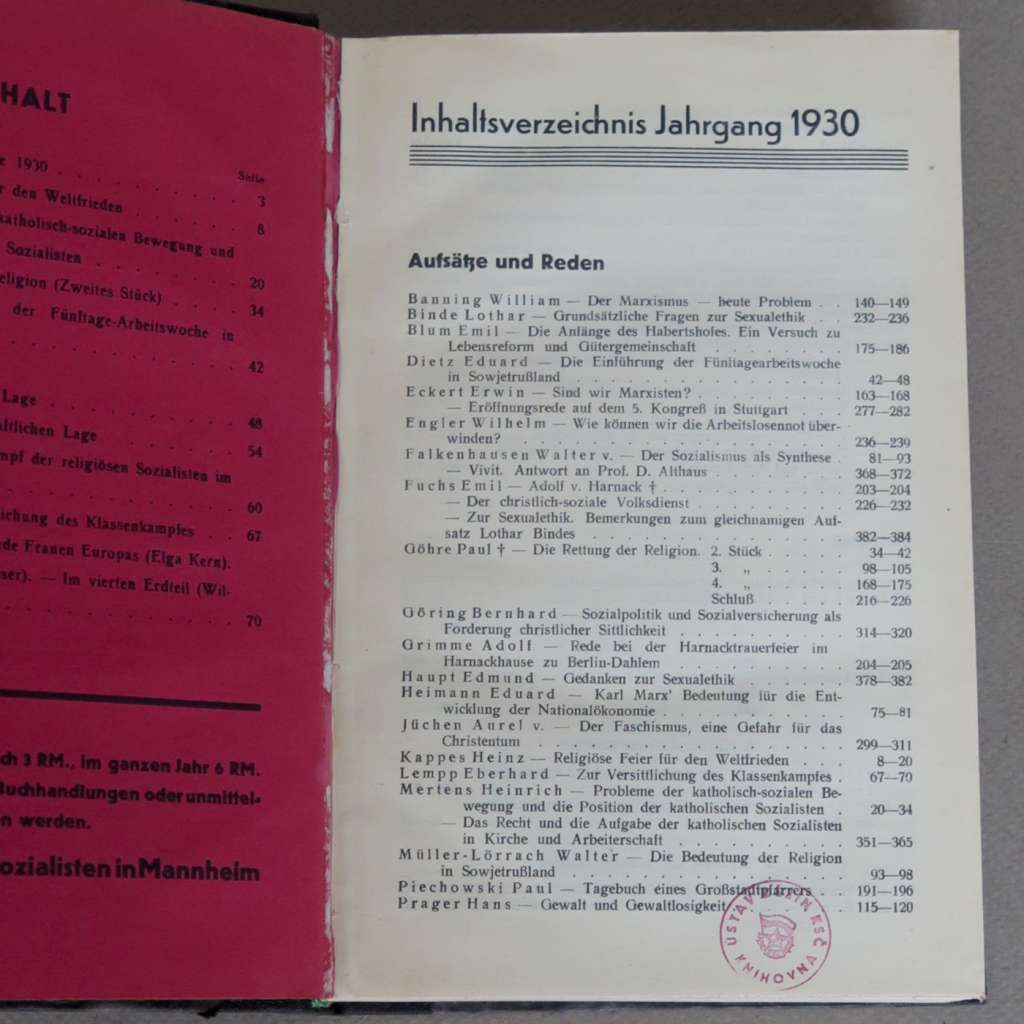 HALT
e 1930 . . . . . . . . Seite 3
r den Weltfrieden . . . . . . 8
katholisch-sozialen Bewegung und
Sozialisten . . . . . . . . 20
eligion (Zweites Stück) . . . . 34
der Fünftage-Arbeitswoche in
. . . . . . . . . . 42
Lage . . . . . . . . . 48
aftlichen Lage . . . . . . 54
mpf der religiösen Sozialisten im
. . . . . . . . . . 60
ichung des Klassenkampfes . . 67
de Frauen Europas (Elga Kern).
ser). — Im vierten Erdteil (Wil-
. . . . . . . . . . 70
ch 3 RM., im ganzen Jahr 6 RM.
Buchhandlungen oder unmittel-
n werden.
ozialisten in Mannheim
Inhaltsverzeichnis Jahrgang 1930
Aufsätze und Reden
Banning William — Der Marxismus — heute Problem . . 140—149
Binde Lothar — Grundsätzliche Fragen zur Sexualethik . . 232—236
Blum Emil — Die Anfänge des Habertshofes. Ein Versuch zu
Lebensreform und Gütergemeinschaft . . . . . . . 175—186
Dietz Eduard — Die Einführung der Fünftagearbeitswoche
in Sowjetrußland . . . . . . . . . . . . . 42—48
Eckert Erwin — Sind wir Marxisten? . . . . . . . . 163—168
— Eröffnungsrede auf dem 5. Kongreß in Stuttgart . . . 277—282
Engler Wilhelm — Wie können wir die Arbeitslosennot über-
winden? . . . . . . . . . . . . . . . . 236—239
Falkenhausen Walter v. — Der Sozialismus als Synthese . 81—93
— Vivit. Antwort an Prof. D. Althaus . . . . . . . 368—372
Fuchs Emil — Adolf v. Harnack † . . . . . . . . . 203—204
— Der christlich-soziale Volksdienst . . . . . . . . 226—232
— Zur Sexualethik. Bemerkungen zum gleichnamigen Auf-
satz Lothar Bindes . . . . . . . . . . . . 382—384
Göhre Paul † — Die Rettung der Religion. 2. Stück . . . . 34—42
3. „ . . . . . 98—105
4. „ . . . . . 168—175
Schluß . . . . 216—226
Göring Bernhard — Sozialpolitik und Sozialversicherung als
Forderung christlicher Sittlichkeit . . . . . . . . 314—320
Grimme Adolf — Rede bei der Harnacktrauerfeier im
Harnackhause zu Berlin-Dahlem . . . . . . . . . 204—205
Haupt Edmund — Gedanken zur Sexualethik . . . . . . 378—382
Heimann Eduard — Karl Marx' Bedeutung für die Ent-
wicklung der Nationalökonomie . . . . . . . . . 75—81
Jüchen Aurel v. — Der Faschismus, eine Gefahr für das
Christentum . . . . . . . . . . . . . . . 299—311
Kappes Heinz — Religiöse Feier für den Weltfrieden . . . 8—20
Lempp Eberhard — Zur Versittlichung des Klassenkampfes . 67—70
Mertens Heinrich — Probleme der katholisch-sozialen Be-
wegung und die Position der katholischen Sozialisten . 20—34
— Das Recht und die Aufgabe der katholischen Sozialisten
in Kirche und Arbeiterschaft . . . . . . . . . . 351—365
Müller-Lörrach Walter — Die Bedeutung der Religion
in Sowjetrußland . . . . . . . . . . . . . 93—98
Piechowski Paul — Tagebuch eines Großstadtpfarrers . . 191—196
Prager Hans — Gewalt und Gewaltlosigkeit . . . . . . 115—120
ÚSTAV DĚJIN KSČ
KNIHOVNA